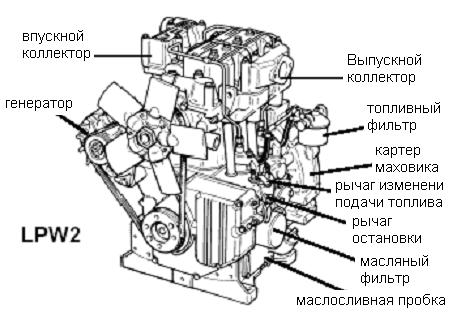 впускной
коллектор
Выпускной
коллектор
генератор
топливный
фильтр
картер
маховика
рычаг изменени
подачи топлива
рычаг
остановки
LPW2
масляный
фильтр
маслосливная пробка